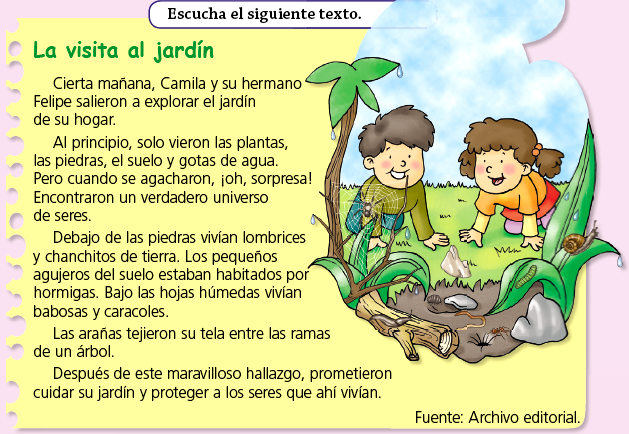 Escucha el siguiente texto.
La visita al jardín
Cierta mañana, Camila y su hermano
Felipe salieron a explorar el jardín
de su hogar.
Al principio, solo vieron las plantas,
las piedras, el suelo y gotas de agua.
Pero cuando se agacharon, ¡oh, sorpresa!
Encontraron un verdadero universo
de seres.
Debajo de las piedras vivían lombrices
y chanchitos de tierra. Los pequeños
agujeros del suelo estaban habitados por
hormigas. Bajo las hojas húmedas vivían
babosas y caracoles.
Las arañas tejieron su tela entre las ramas
de un árbol.
Después de este maravilloso hallazgo, prometieron
cuidar su jardín y proteger a los seres que ahí vivían.
Fuente: Archivo editorial.